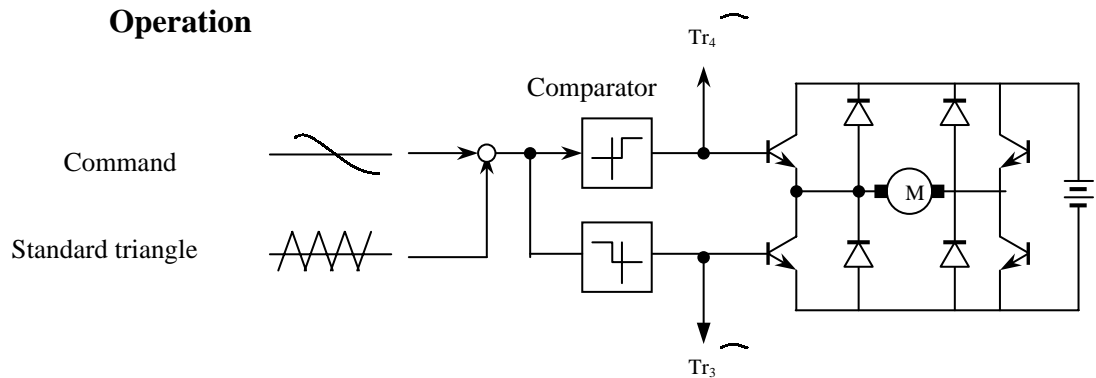 Operation
Tr₄
Comparator
Command
M
Standard triangle
Tr₃